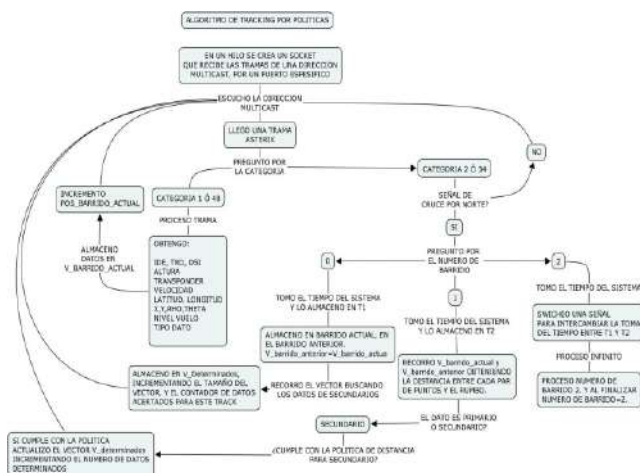 ALGORITMO DE TRACKING POR POLITICAS
EN UN HILO SE CREA UN SOCKET
QUE RECIBE LAS TRAMAS DE UNA DIRECCION
MULTICAST, POR UN PUERTO ESPESIFICO
ESCUCHO LA DIRECCION
MULTICAST
LLEGO UNA TRAMA
ASTERIX
PREGUNTO POR
LA CATEGORIA
NO
CATEGORIA 2 Ó 34
SEÑAL DE
CRUCE POR NORTE?
SI
PREGUNTO POR
EL NUMERO DE
BARRIDO
INCREMENTO
POS_BARRIDO_ACTUAL
CATEGORIA 1 Ó 48
PROCESO TRAMA
ALMACENO
DATOS EN
V_BARRIDO_ACTUAL
OBTENGO:
IDE, TRCI, DSI
ALTURA
TRANSPONDER
VELOCIDAD
LATITUD, LONGITUD
X,Y,RHO,THETA
NIVEL VUELO
TIPO DATO
0
TOMO EL TIEMPO DEL SISTEMA
Y LO ALMACENO EN T1
ALMACENO EN BARRIDO ACTUAL, EN
EL BARRIDO ANTERIOR.
V_barrido_anterior=V_barrido_actua
RECORRO EL VECTOR BUSCANDO
LOS DATOS DE SECUNDARIOS
ALMACENO EN V_determinados,
INCREMENTANDO EL TAMAÑO DEL
VECTOR, Y EL CONTADOR DE DATOS
ACERTADOS PARA ESTE TRACK
1
TOMO EL TIEMPO DEL SISTEMA
Y LO ALMACENO EN T2
RECORRO V_barrido_actual y
V_barrido_anterior OBTENIENDO
LA DISTANCIA ENTRE CADA PAR
DE PUNTOS Y EL RUMBO.
EL DATO ES PRIMARIO
O SECUNDARIO?
SECUNDARIO
¿CUMPLE CON LA POLITICA DE DISTANCIA
PARA SECUNDARIO?
SI CUMPLE CON LA POLITICA
ACTUALIZO EL VECTOR V_determinados
INCREMENTANDO EL NUMERO DE DATOS
DETERMINADOS
2
TOMO EL TIEMPO DEL SISTEMA
SWICHEO UNA SEÑAL
PARA INTERCAMBIAR LA TOMA
DEL TIEMPO ENTRE T1 Y T2
PROCESO INFINITO
PROCESO NUMERO DE
BARRIDO 2, Y AL FINALIZAR
NUMERO DE BARRIDO=2.